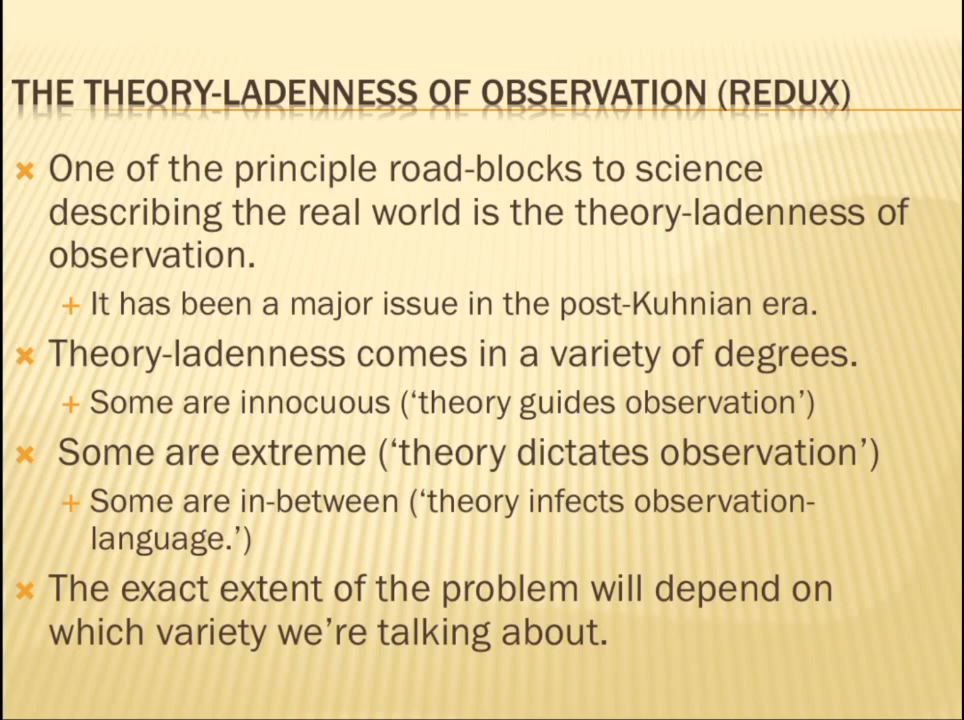 THE THEORY-LADENNESS OF OBSERVATION (REDUX)
One of the principle road-blocks to science
describing the real world is the theory-ladenness of
observation.
It has been a major issue in the post-Kuhnian era.
Theory-ladenness comes in a variety of degrees.
Some are innocuous (‘theory guides observation’)
Some are extreme (‘theory dictates observation’)
Some are in-between (‘theory infects observation-
language.’)
The exact extent of the problem will depend on
which variety we’re talking about.